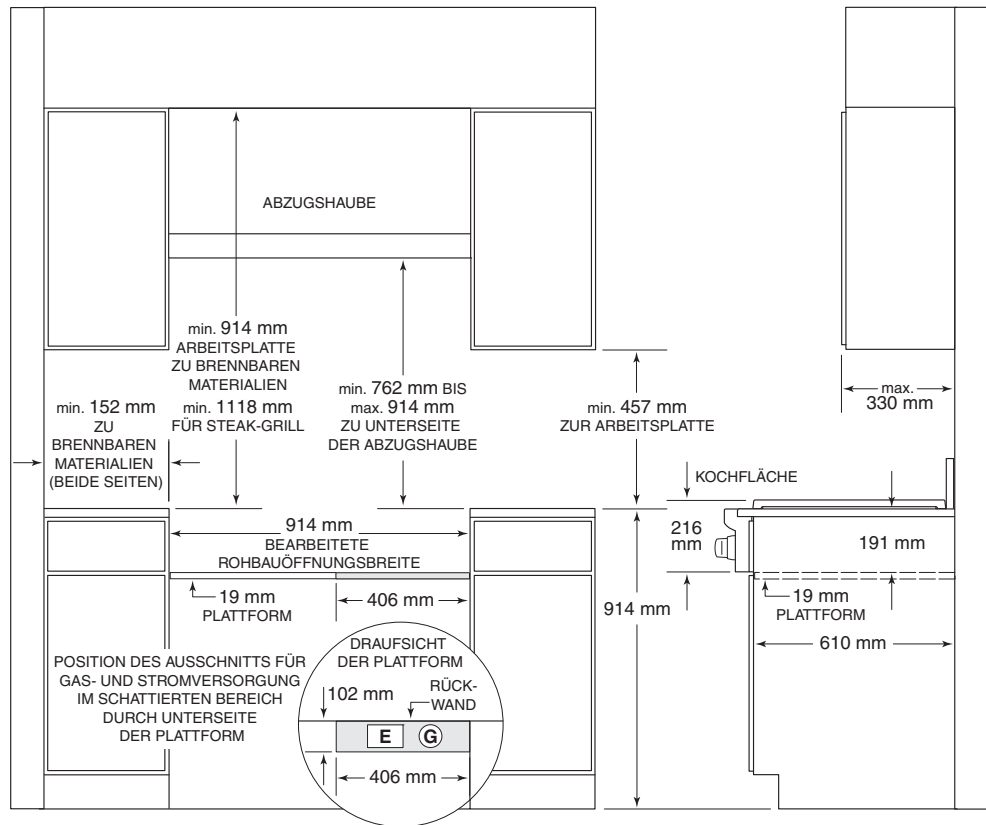 ABZUGSHAUBE
min. 914 mm
ARBEITSPLATTE
ZU BRENNBAREN
MATERIALIEN
min. 1118 mm
FÜR STEAK-GRILL
min. 152 mm
ZU
BRENNBAREN
MATERIALIEN
(BEIDE SEITEN)
min. 762 mm BIS
max. 914 mm
ZU UNTERSEITE
DER ABZUGSHAUBE
min. 457 mm
ZUR ARBEITSPLATTE
max.
330 mm
KOCHFLÄCHE
914 mm
BEARBEITETE
ROHBAUÖFFNUNGSBREITE
216
mm
191 mm
19 mm
PLATTFORM
406 mm
914 mm
19 mm
PLATTFORM
610 mm
POSITION DES AUSSCHNITTS FÜR
GAS- UND STROMVERSORGUNG
IM SCHATTIERTEN BEREICH
DURCH UNTERSEITE
DER PLATTFORM
DRAUFSICHT
DER PLATTFORM
102 mm
RÜCK-
WAND
E G
406 mm